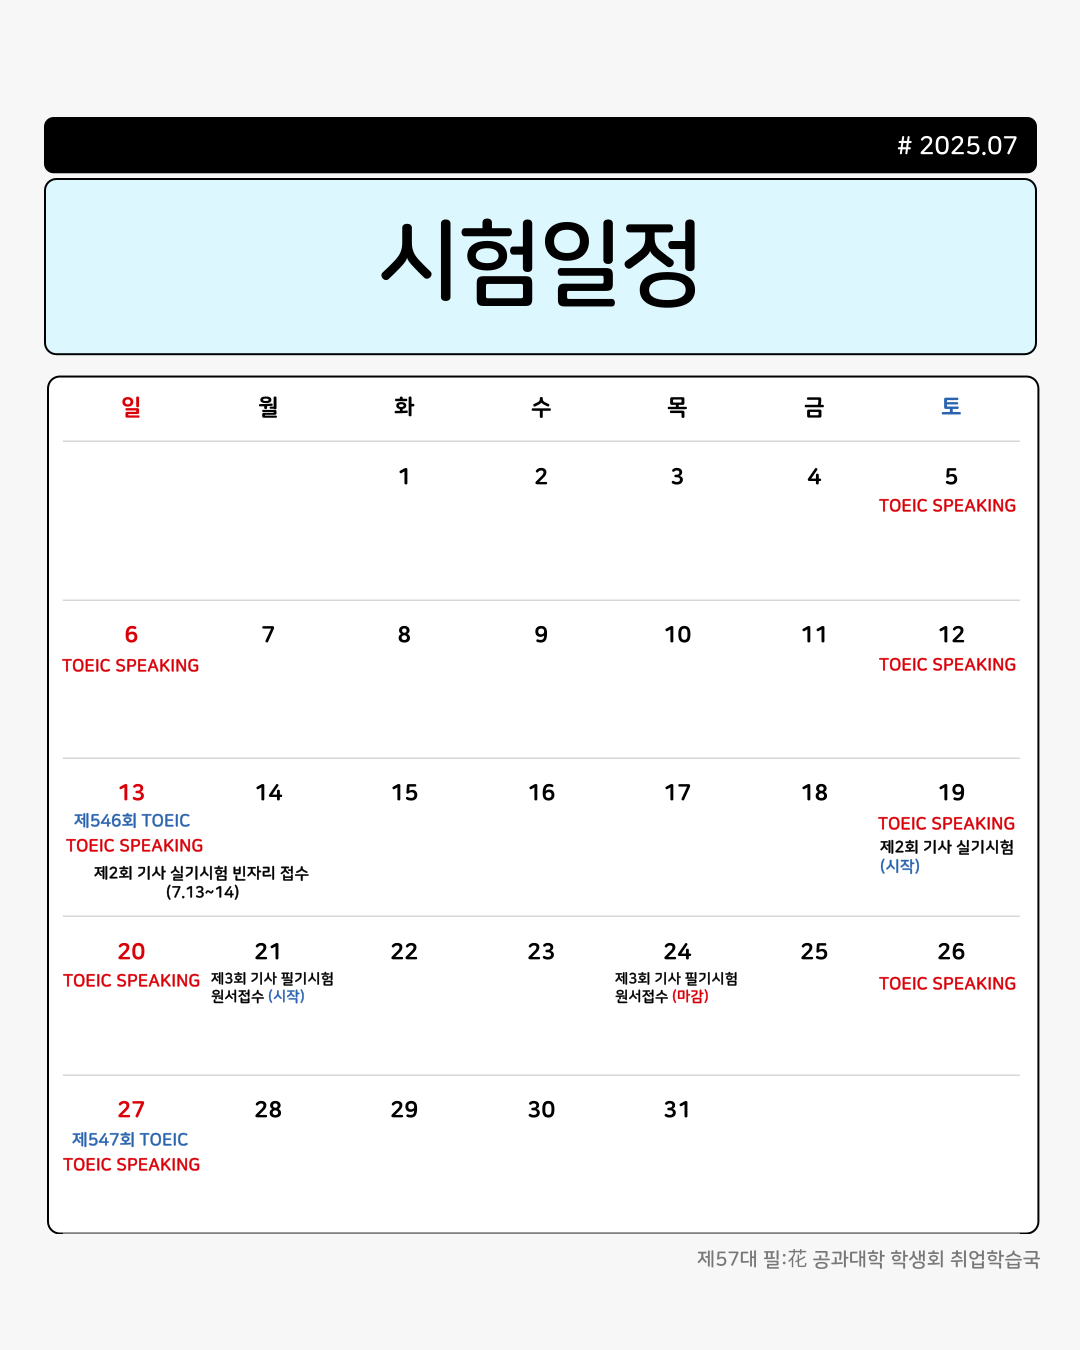 # 2025.07
시험일정
일 월 화 수 목 금 토
1 2 3 4 5
TOEIC SPEAKING
6 7 8 9 10 11 12
TOEIC SPEAKING TOEIC SPEAKING
13 14 15 16 17 18 19
제546회 TOEIC
TOEIC SPEAKING
제2회 기사 실기시험 빈자리 접수
(7.13~14)
TOEIC SPEAKING
제2회 기사 실기시험
(시작)
20 21 22 23 24 25 26
TOEIC SPEAKING
제3회 기사 필기시험
원서접수 (시작)
제3회 기사 필기시험
원서접수 (마감)
TOEIC SPEAKING
27 28 29 30 31
제547회 TOEIC
TOEIC SPEAKING
제57대 필:花 공과대학 학생회 취업학습국